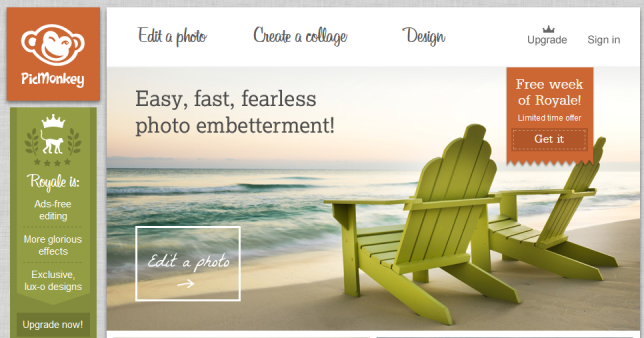 PicMonkey
Edit a photo
Create a collage
Design
Upgrade
Sign in
Easy, fast, fearless
photo embetterment!
Free week
of Royale!
Limited time offer
Get it
Royale is:
Ads-free
editing
More glorious
effects
Exclusive,
lux-o designs
Upgrade now!
Edit a photo